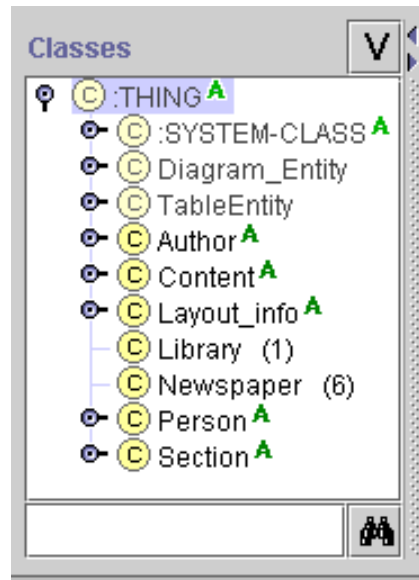 Classes V
C :THING A
C :SYSTEM-CLASS A
C Diagram_Entity
C TableEntity
C Author A
C Content A
C Layout_info A
C Library (1)
C Newspaper (6)
C Person A
C Section A